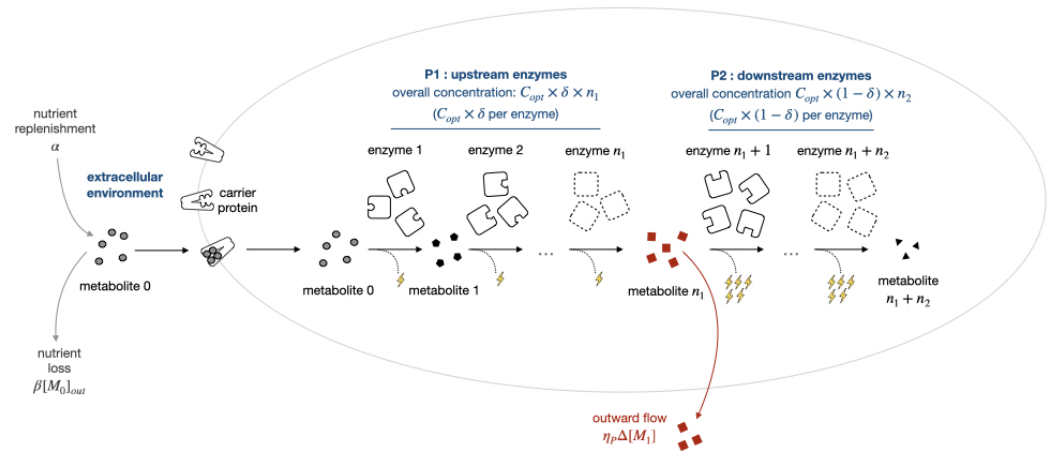 P1 : upstream enzymes
overall concentration: C_opt × δ × n_1
(C_opt × δ per enzyme)
P2 : downstream enzymes
overall concentration C_opt × (1 − δ) × n_2
(C_opt × (1 − δ) per enzyme)
nutrient
replenishment
α
extracellular
environment
carrier
protein
enzyme 1
enzyme 2
enzyme n_1
enzyme n_1 + 1
enzyme n_1 + n_2
...
...
metabolite 0
metabolite 0
metabolite 1
metabolite n_1
metabolite
n_1 + n_2
nutrient
loss
β[M_0]_out
outward flow
η_P Δ[M_1]